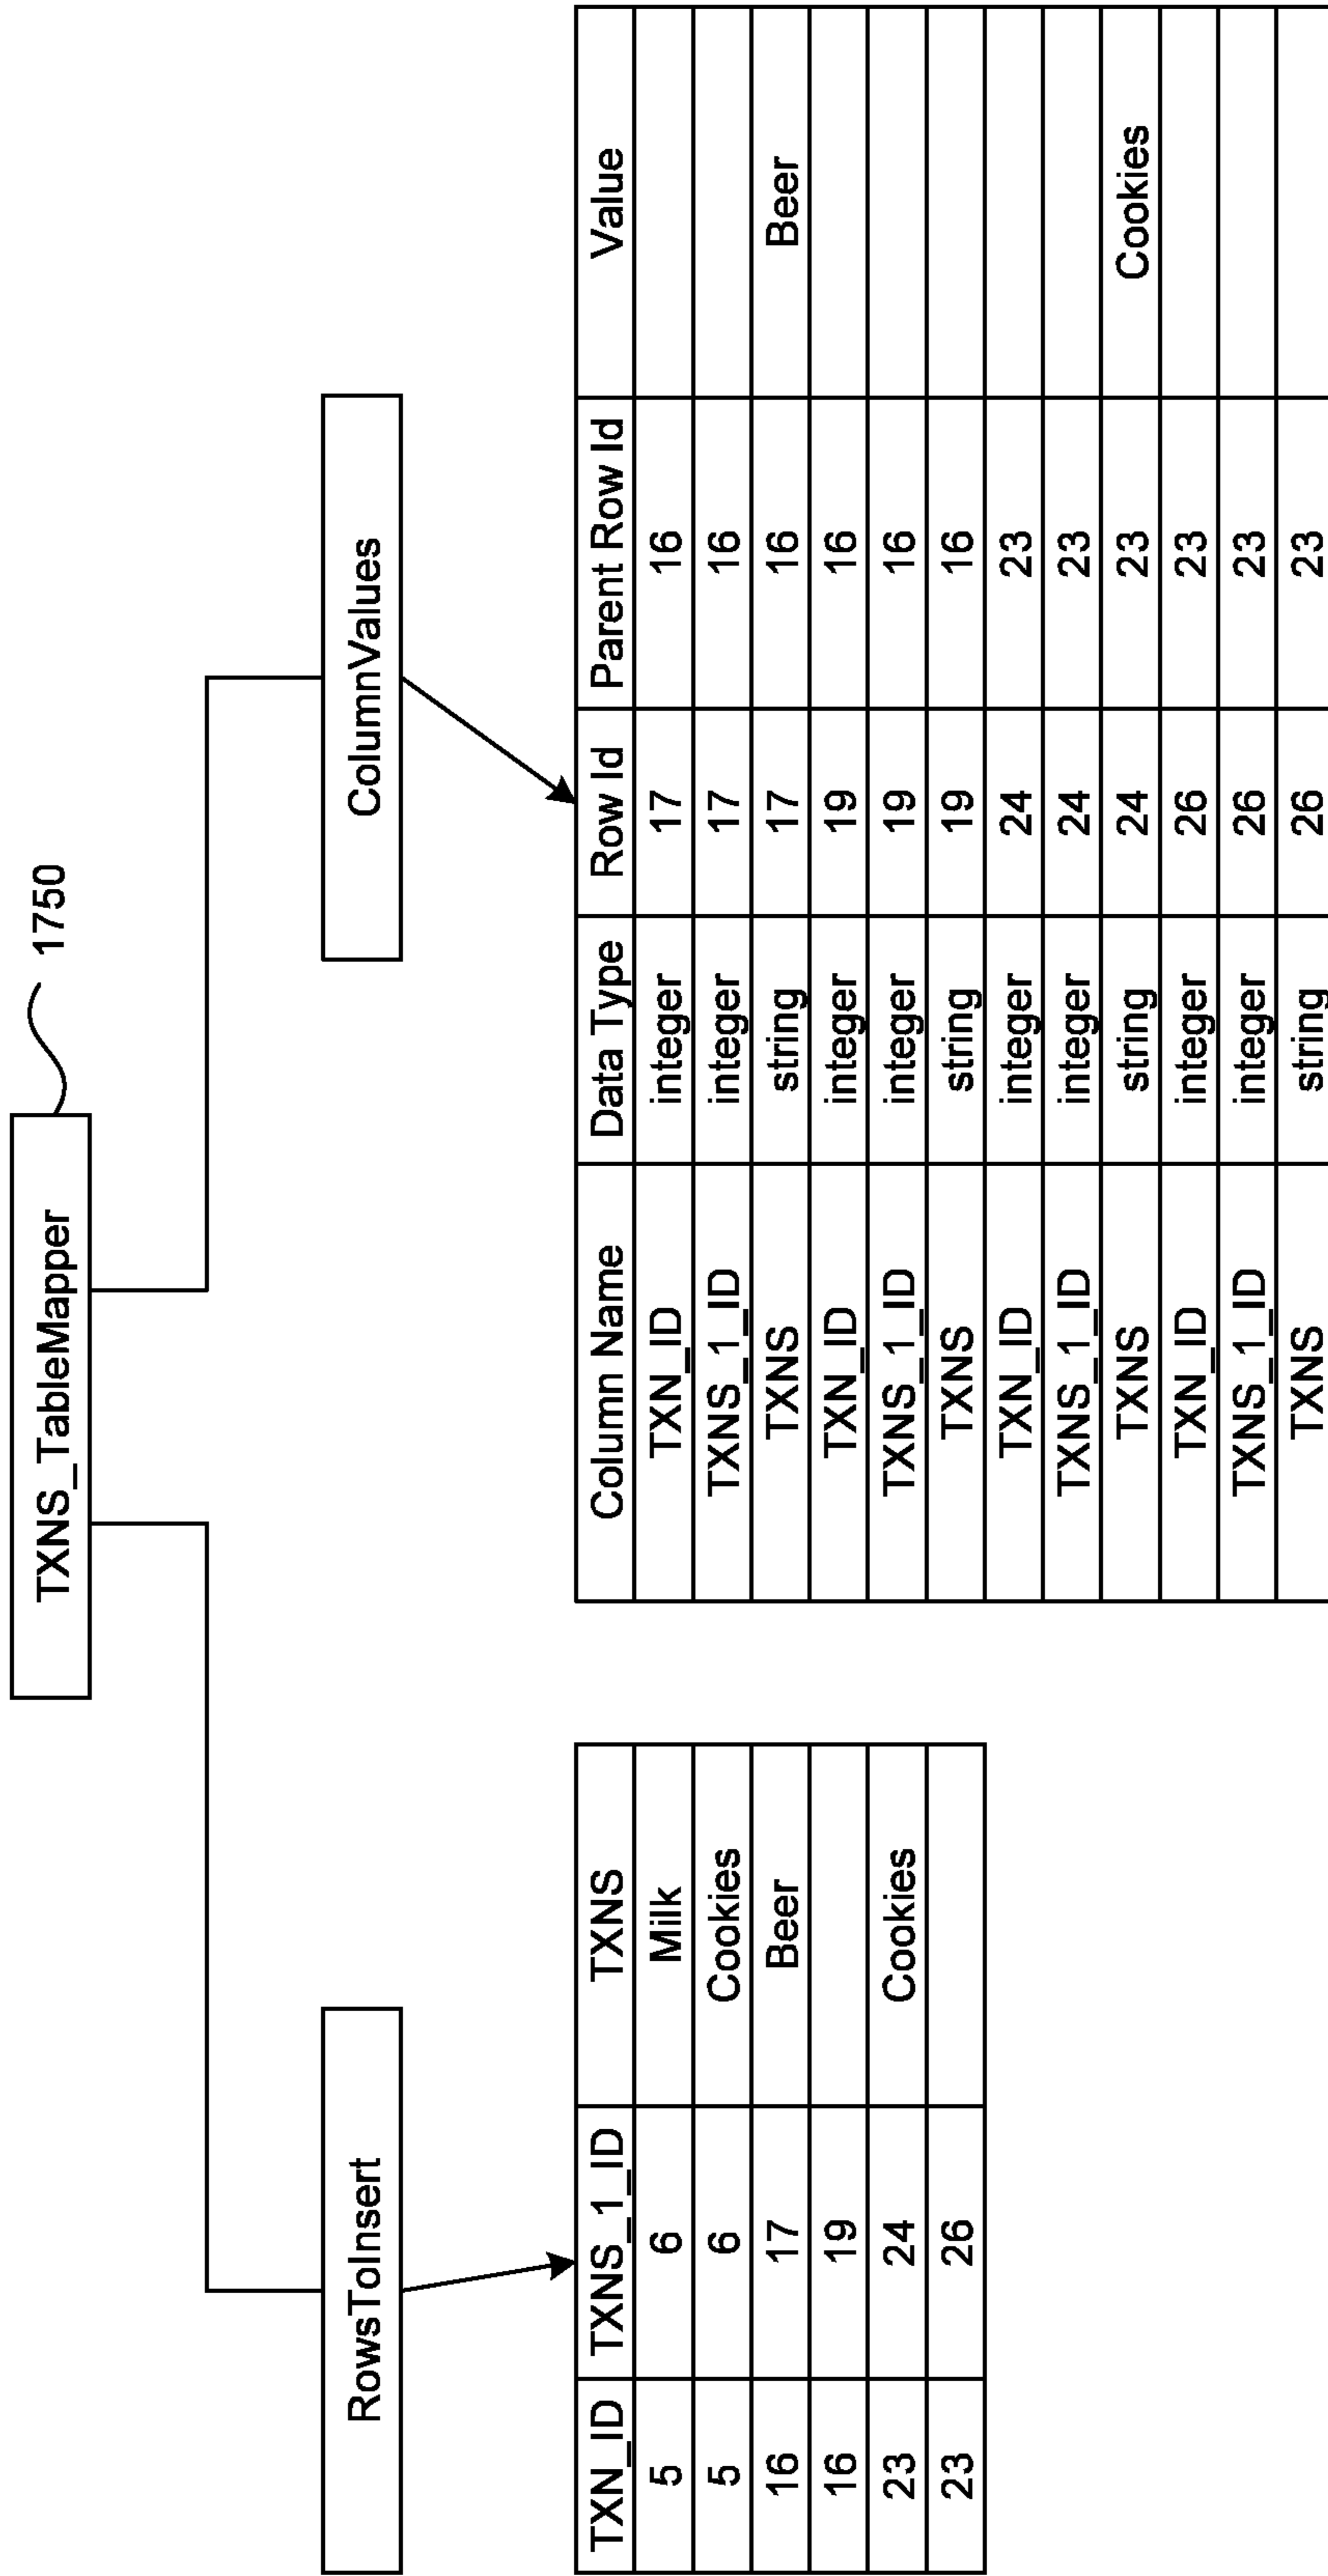 TXNS_TableMapper
1750
RowsToInsert
ColumnValues
TXN_ID TXNS_1_ID TXNS
5 6 Milk
5 6 Cookies
16 17 Beer
16 19
23 24 Cookies
23 26
Column Name Data Type Row Id Parent Row Id Value
TXN_ID integer 17 16
TXNS_1_ID integer 17 16
TXNS string 17 16 Beer
TXN_ID integer 19 16
TXNS_1_ID integer 19 16
TXNS string 19 16
TXN_ID integer 24 23
TXNS_1_ID integer 24 23
TXNS string 24 23 Cookies
TXN_ID integer 26 23
TXNS_1_ID integer 26 23
TXNS string 26 23